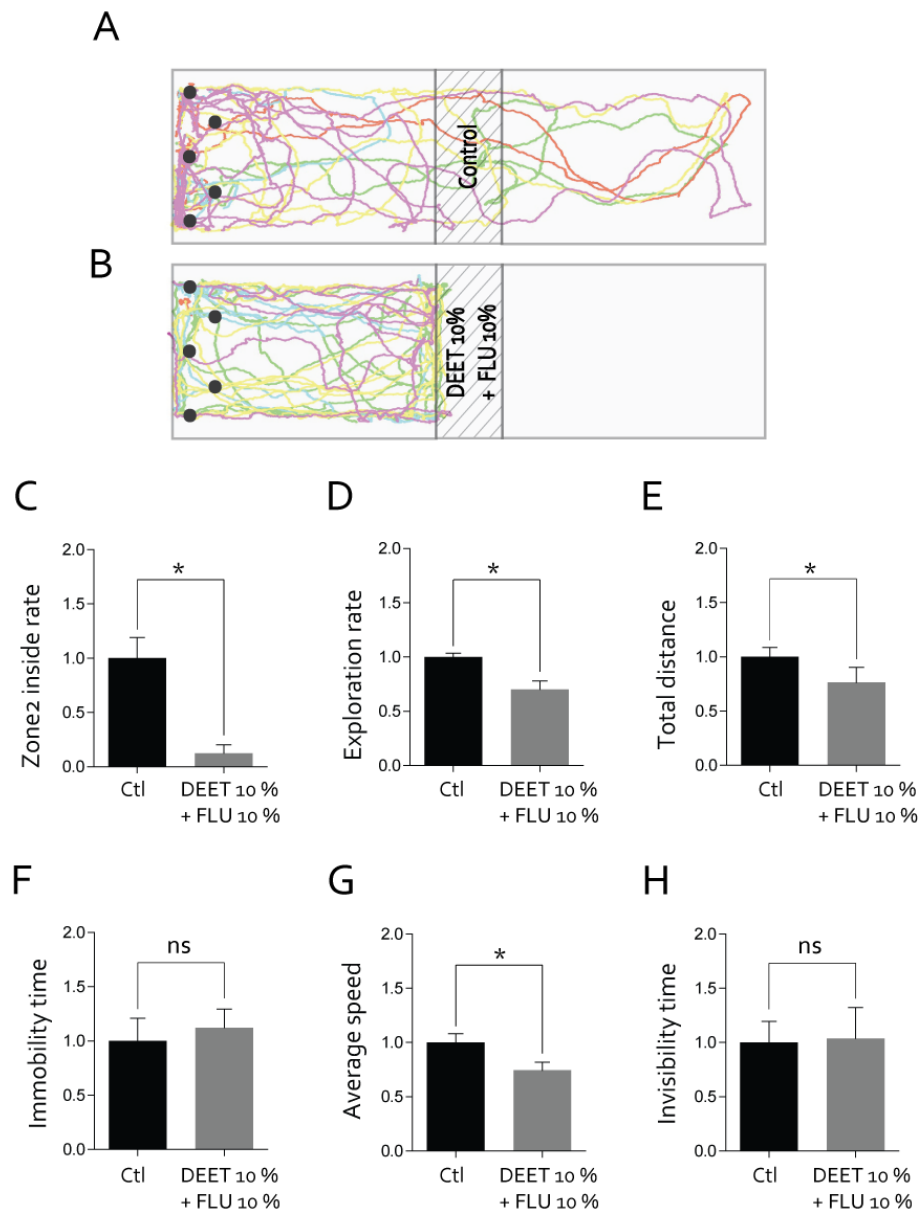 A
Control
B
DEET 10%
+ FLU 10%
C
Zone2 inside rate
2.0
1.5
1.0
0.5
0.0
*
Ctl
DEET 10 %
+ FLU 10 %
D
Exploration rate
2.0
1.5
1.0
0.5
0.0
*
Ctl
DEET 10 %
+ FLU 10 %
E
Total distance
2.0
1.5
1.0
0.5
0.0
*
Ctl
DEET 10 %
+ FLU 10 %
F
Immobility time
2.0
1.5
1.0
0.5
0.0
ns
Ctl
DEET 10 %
+ FLU 10 %
G
Average speed
2.0
1.5
1.0
0.5
0.0
*
Ctl
DEET 10 %
+ FLU 10 %
H
Invisibility time
2.0
1.5
1.0
0.5
0.0
ns
Ctl
DEET 10 %
+ FLU 10 %